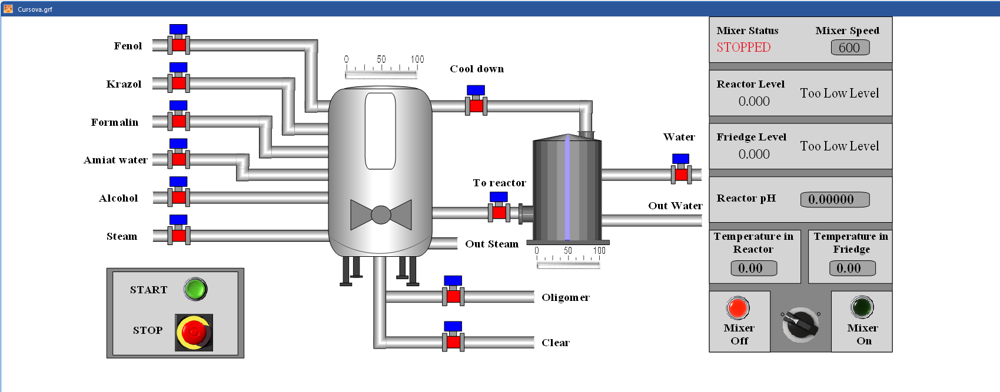 Cursova.grf
Fenol
Krazol
Formalin
Amiat water
Alcohol
Steam
START
STOP
0 50 100
Cool down
To reactor
Out Steam
0 50 100
Water
Out Water
Oligomer
Clear
Mixer Status
STOPPED
Mixer Speed
600
Reactor Level
0.000
Too Low Level
Friedge Level
0.000
Too Low Level
Reactor pH
0.00000
Temperature in
Reactor
0.00
Temperature in
Friedge
0.00
Mixer
Off
Mixer
On